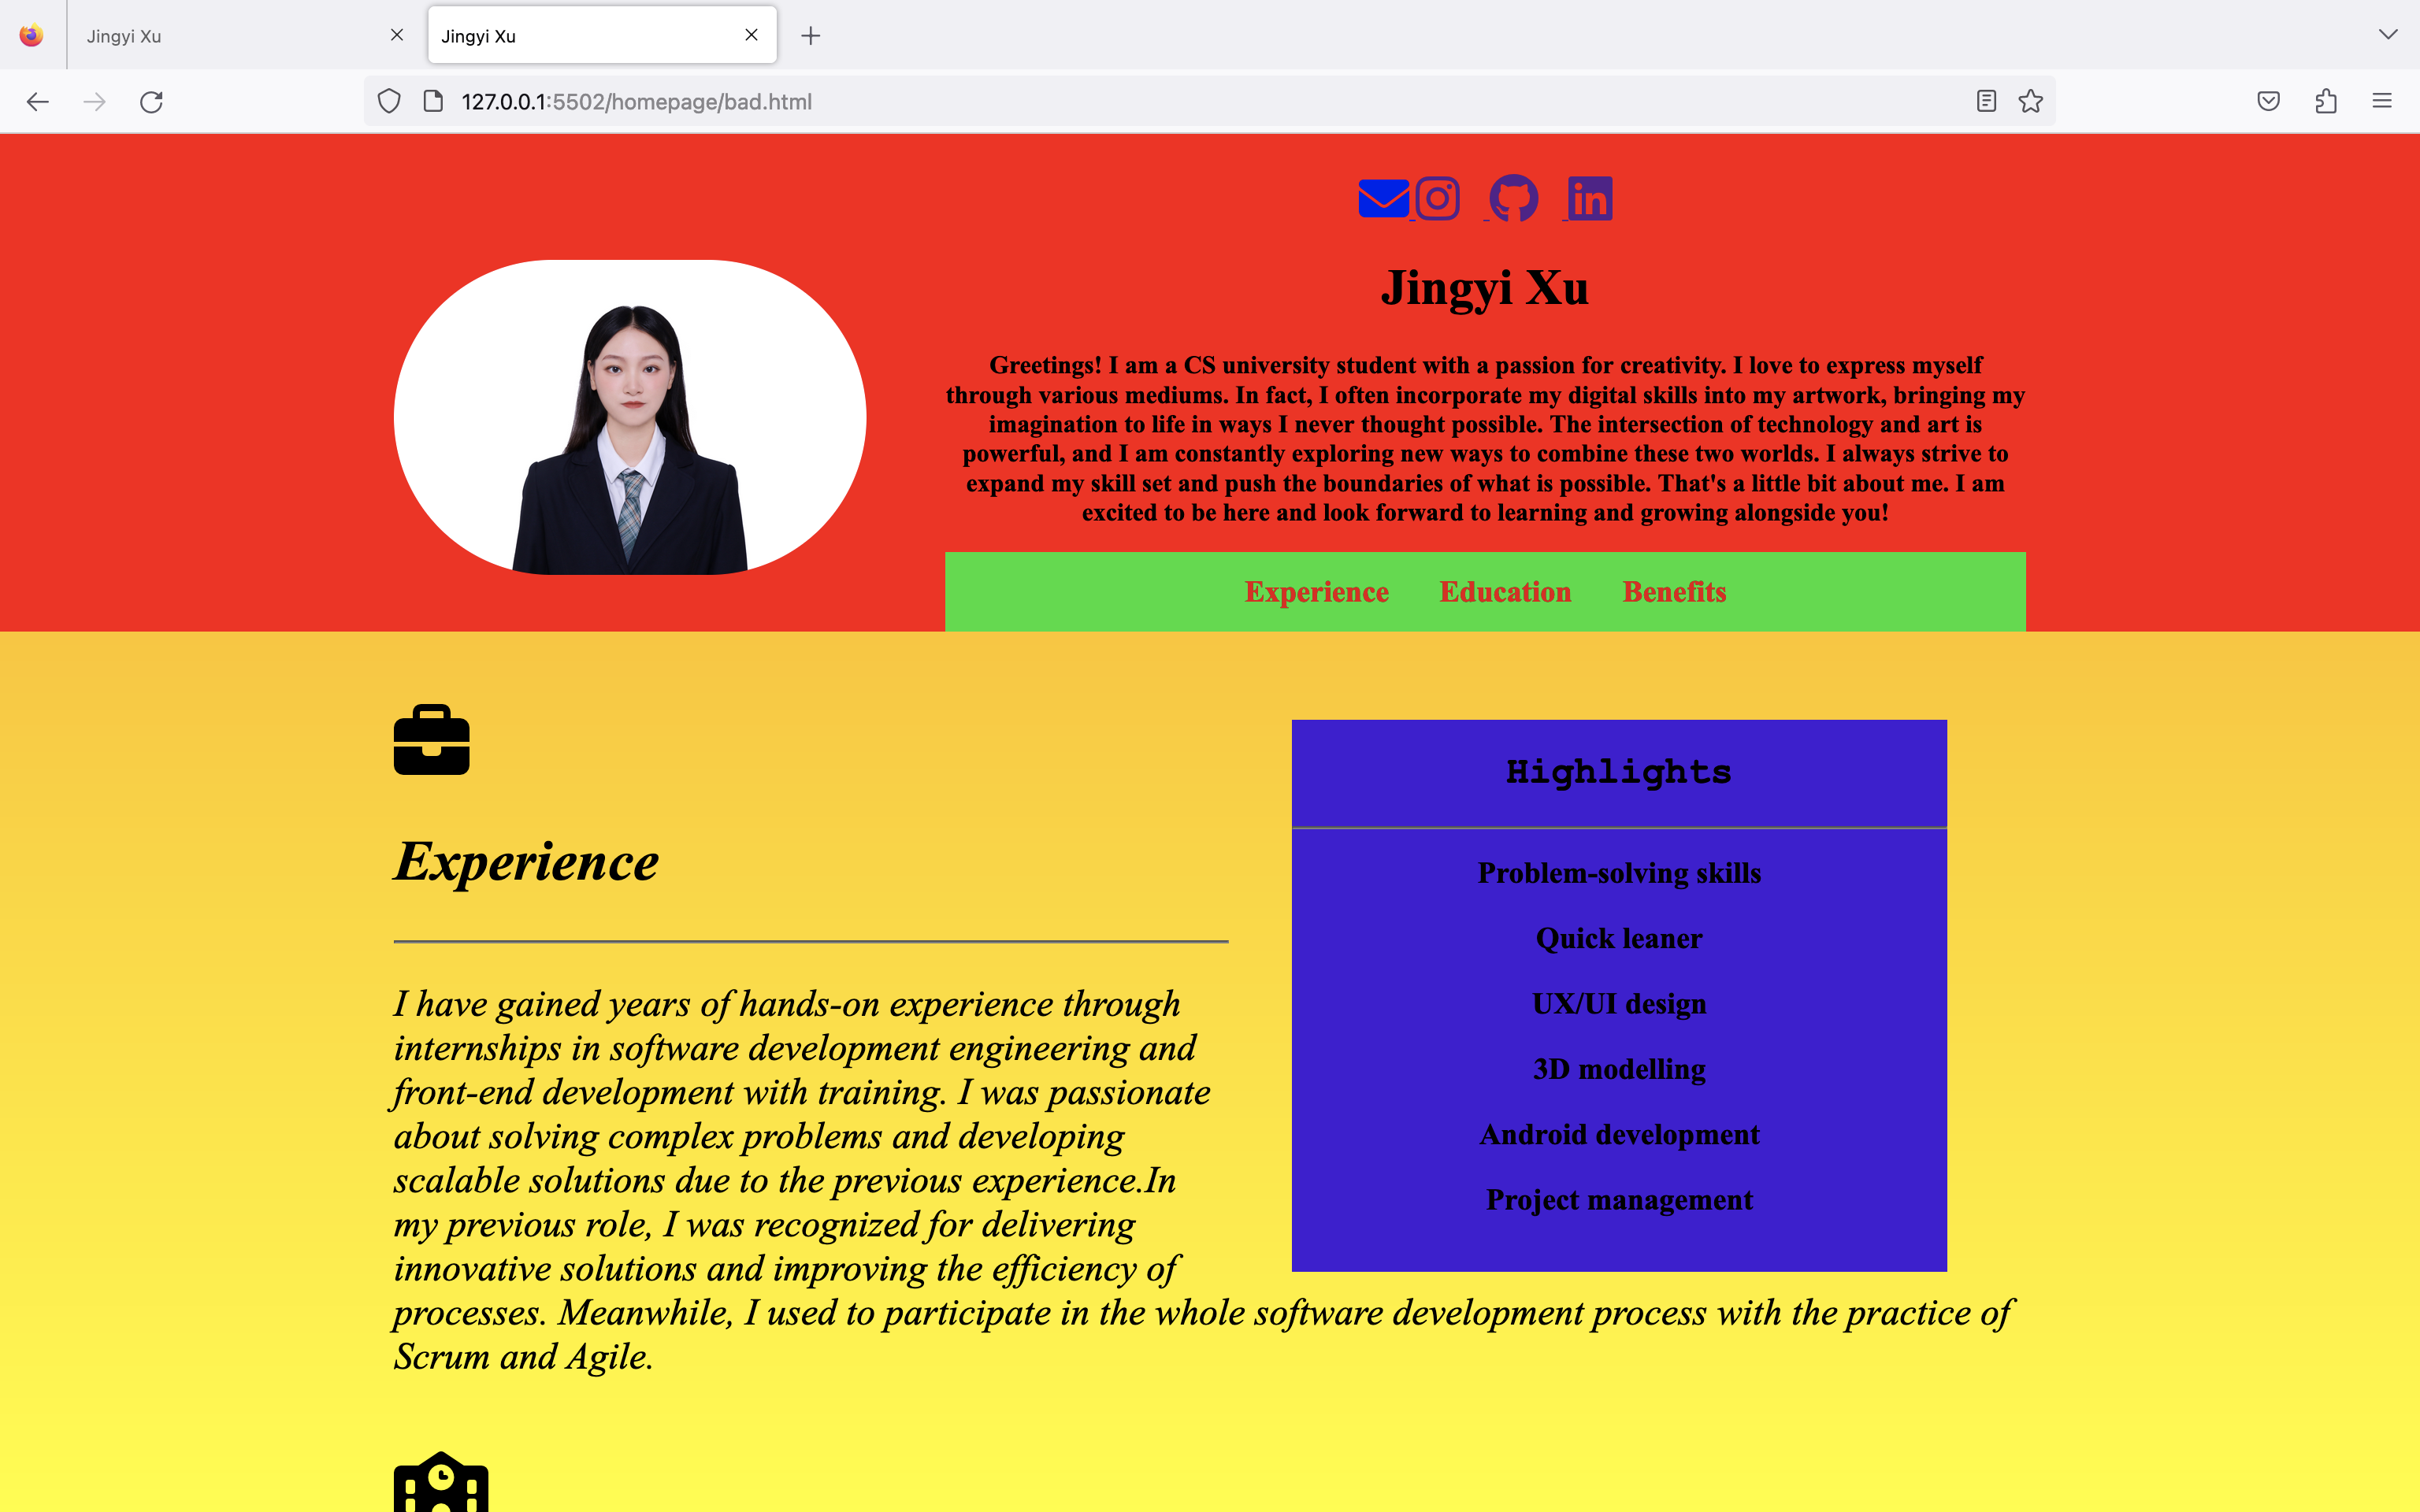 Jingyi Xu
Jingyi Xu
127.0.0.1:5502/homepage/bad.html
in
Jingyi Xu
Greetings! I am a CS university student with a passion for creativity. I love to express myself
through various mediums. In fact, I often incorporate my digital skills into my artwork, bringing my
imagination to life in ways I never thought possible. The intersection of technology and art is
powerful, and I am constantly exploring new ways to combine these two worlds. I always strive to
expand my skill set and push the boundaries of what is possible. That's a little bit about me. I am
excited to be here and look forward to learning and growing alongside you!
Experience Education Benefits
Experience
I have gained years of hands-on experience through
internships in software development engineering and
front-end development with training. I was passionate
about solving complex problems and developing
scalable solutions due to the previous experience.In
my previous role, I was recognized for delivering
innovative solutions and improving the efficiency of
processes. Meanwhile, I used to participate in the whole software development process with the practice of
Scrum and Agile.
Highlights
Problem-solving skills
Quick leaner
UX/UI design
3D modelling
Android development
Project management